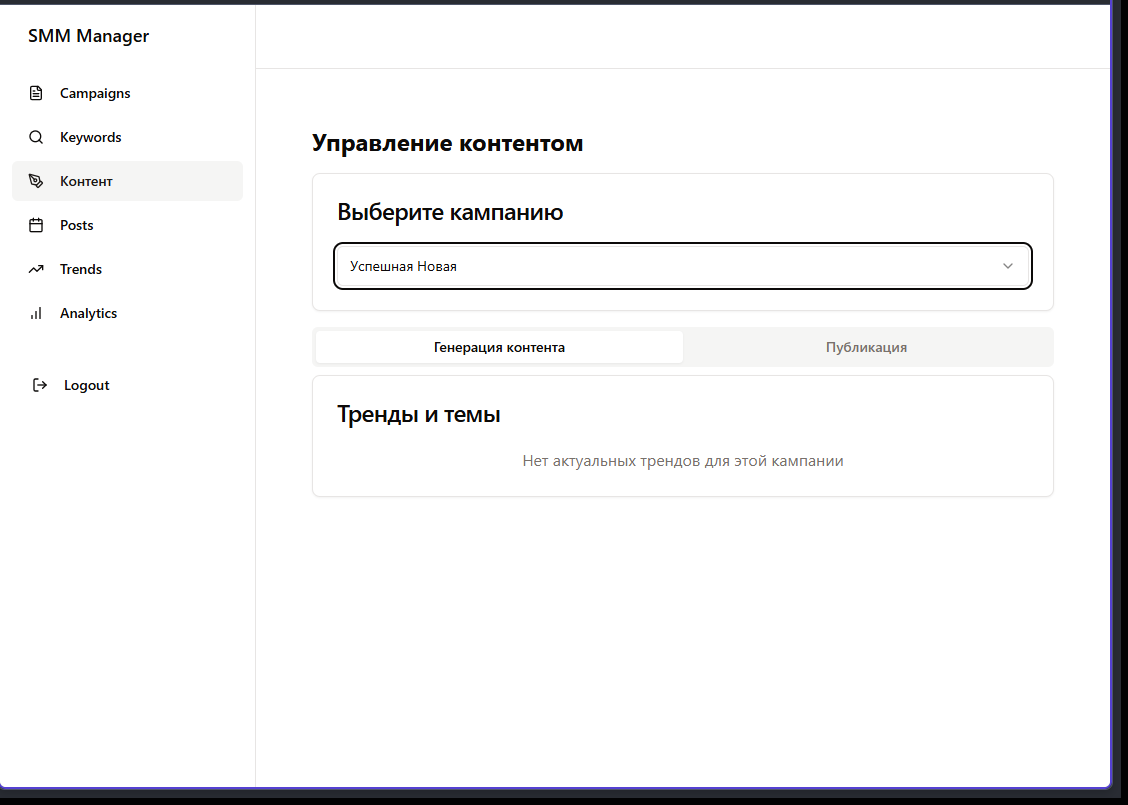 SMM Manager
Campaigns
Keywords
Контент
Posts
Trends
Analytics
Logout
Управление контентом
Выберите кампанию
Успешная Новая
Генерация контента
Публикация
Тренды и темы
Нет актуальных трендов для этой кампании